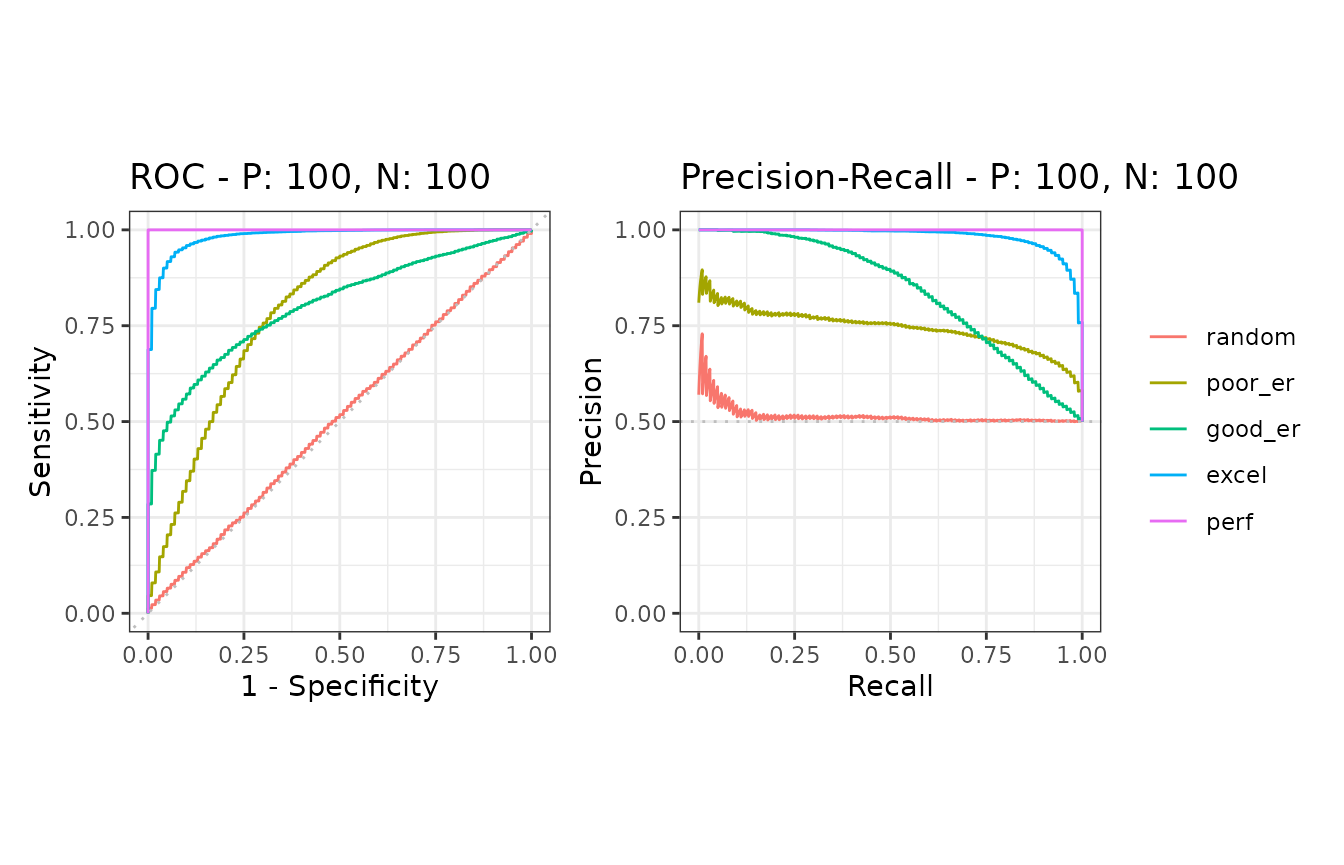 ROC - P: 100, N: 100
1.00
0.75
0.50
0.25
0.00
Sensitivity
0.00 0.25 0.50 0.75 1.00
1 - Specificity
Precision-Recall - P: 100, N: 100
1.00
0.75
0.50
0.25
0.00
Precision
0.00 0.25 0.50 0.75 1.00
Recall
random
poor_er
good_er
excel
perf